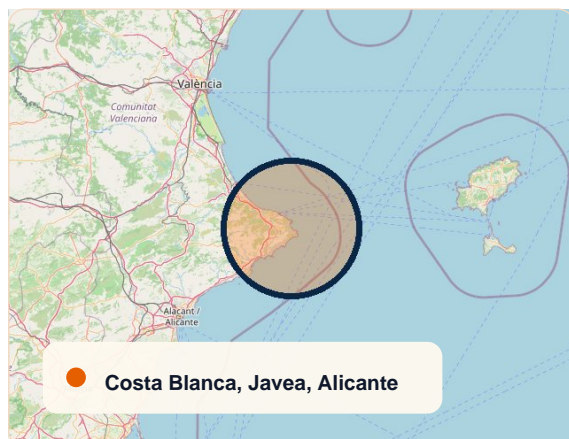 València
Comunitat
Valenciana
Alacant /
Alicante
Costa Blanca, Javea, Alicante